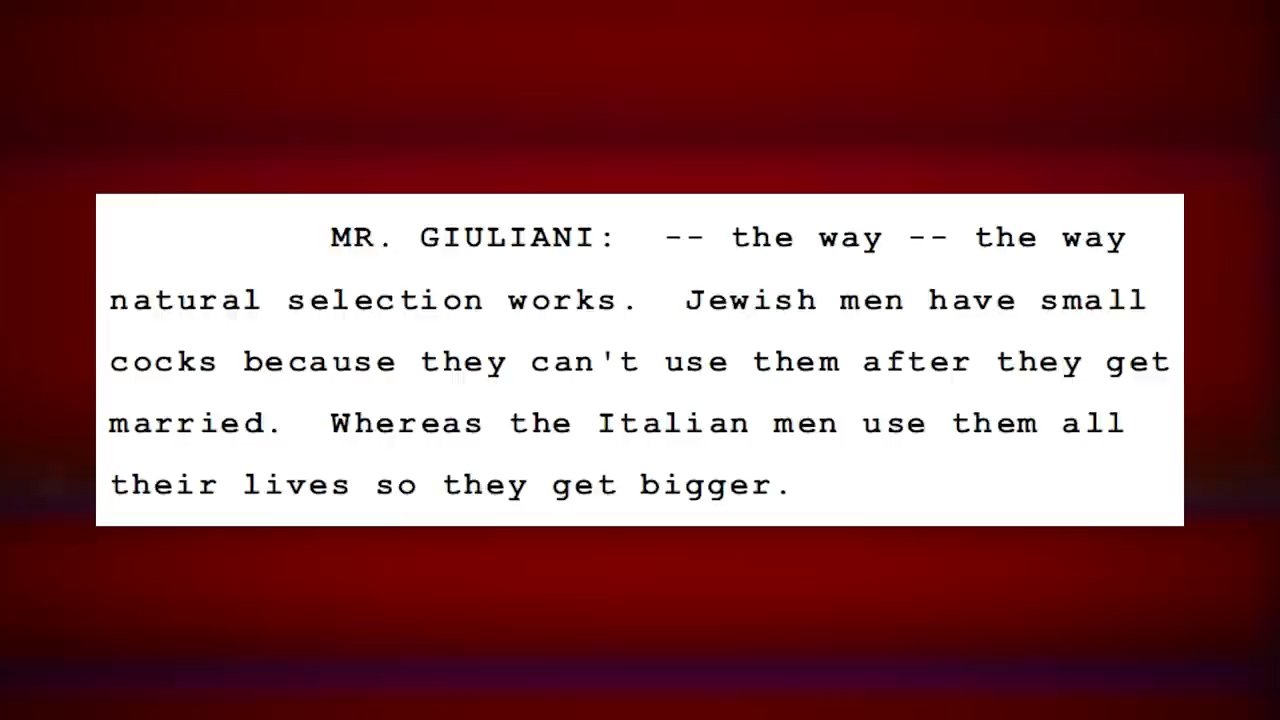 MR. GIULIANI: -- the way -- the way
natural selection works. Jewish men have small
cocks because they can't use them after they get
married. Whereas the Italian men use them all
their lives so they get bigger.